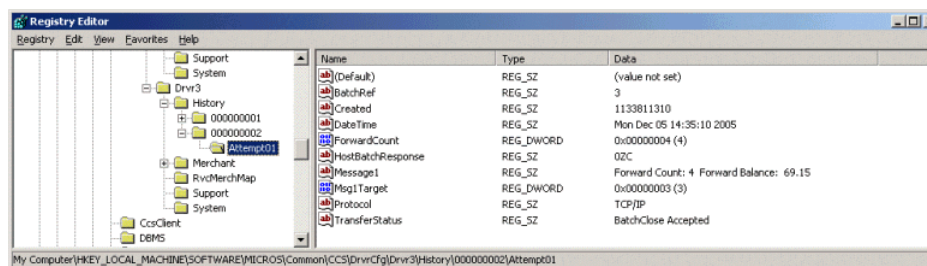 Registry Editor
Registry Edit View Favorites Help
Support
System
Drvr3
History
000000001
000000002
Attempt01
Merchant
RvcMerchMap
Support
System
CcsClient
DBMS
Name Type Data
(Default) REG_SZ (value not set)
BatchRef REG_SZ 3
Created REG_SZ 1133811310
DateTime REG_SZ Mon Dec 05 14:35:10 2005
ForwardCount REG_DWORD 0x00000004 (4)
HostBatchResponse REG_SZ 0ZC
Message1 REG_SZ Forward Count: 4 Forward Balance: 69.15
Msg1Target REG_DWORD 0x00000003 (3)
Protocol REG_SZ TCP/IP
TransferStatus REG_SZ BatchClose Accepted
My Computer\HKEY_LOCAL_MACHINE\SOFTWARE\MICROS\Common\CCS\DrvrCfg\Drvr3\History\000000002\Attempt01